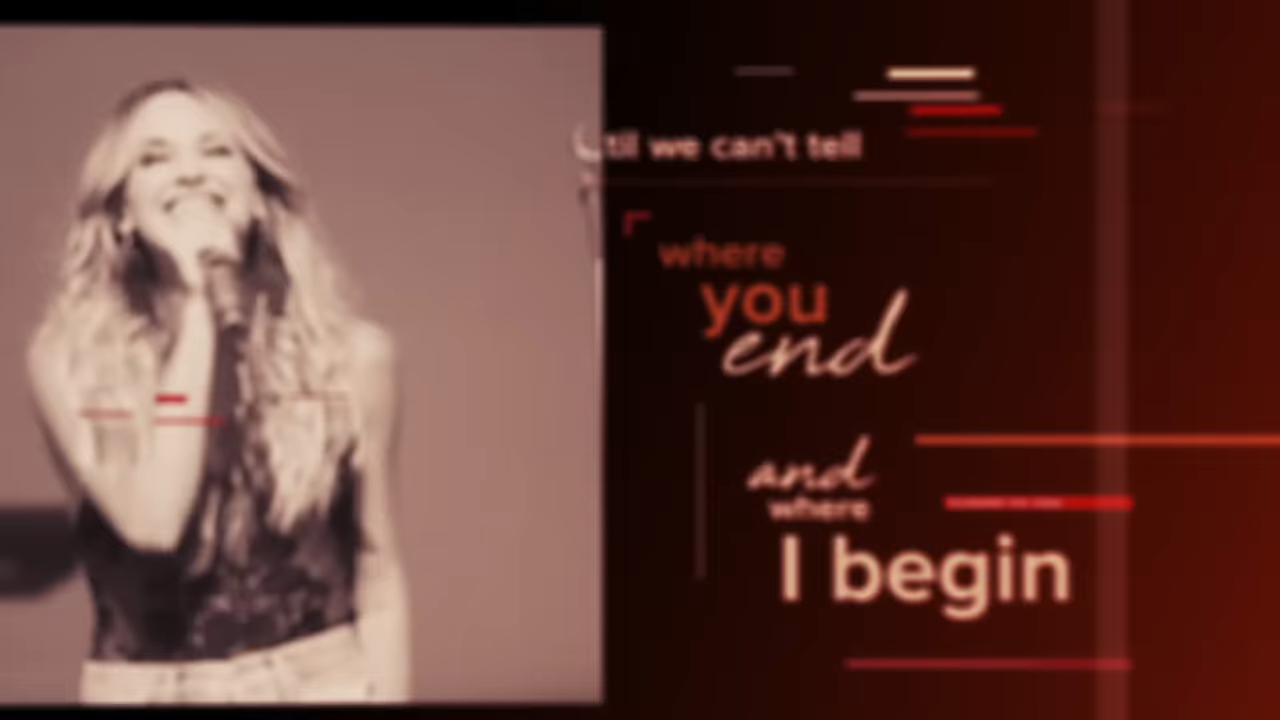 'til we can't tell
where
you
end
and
where
I begin